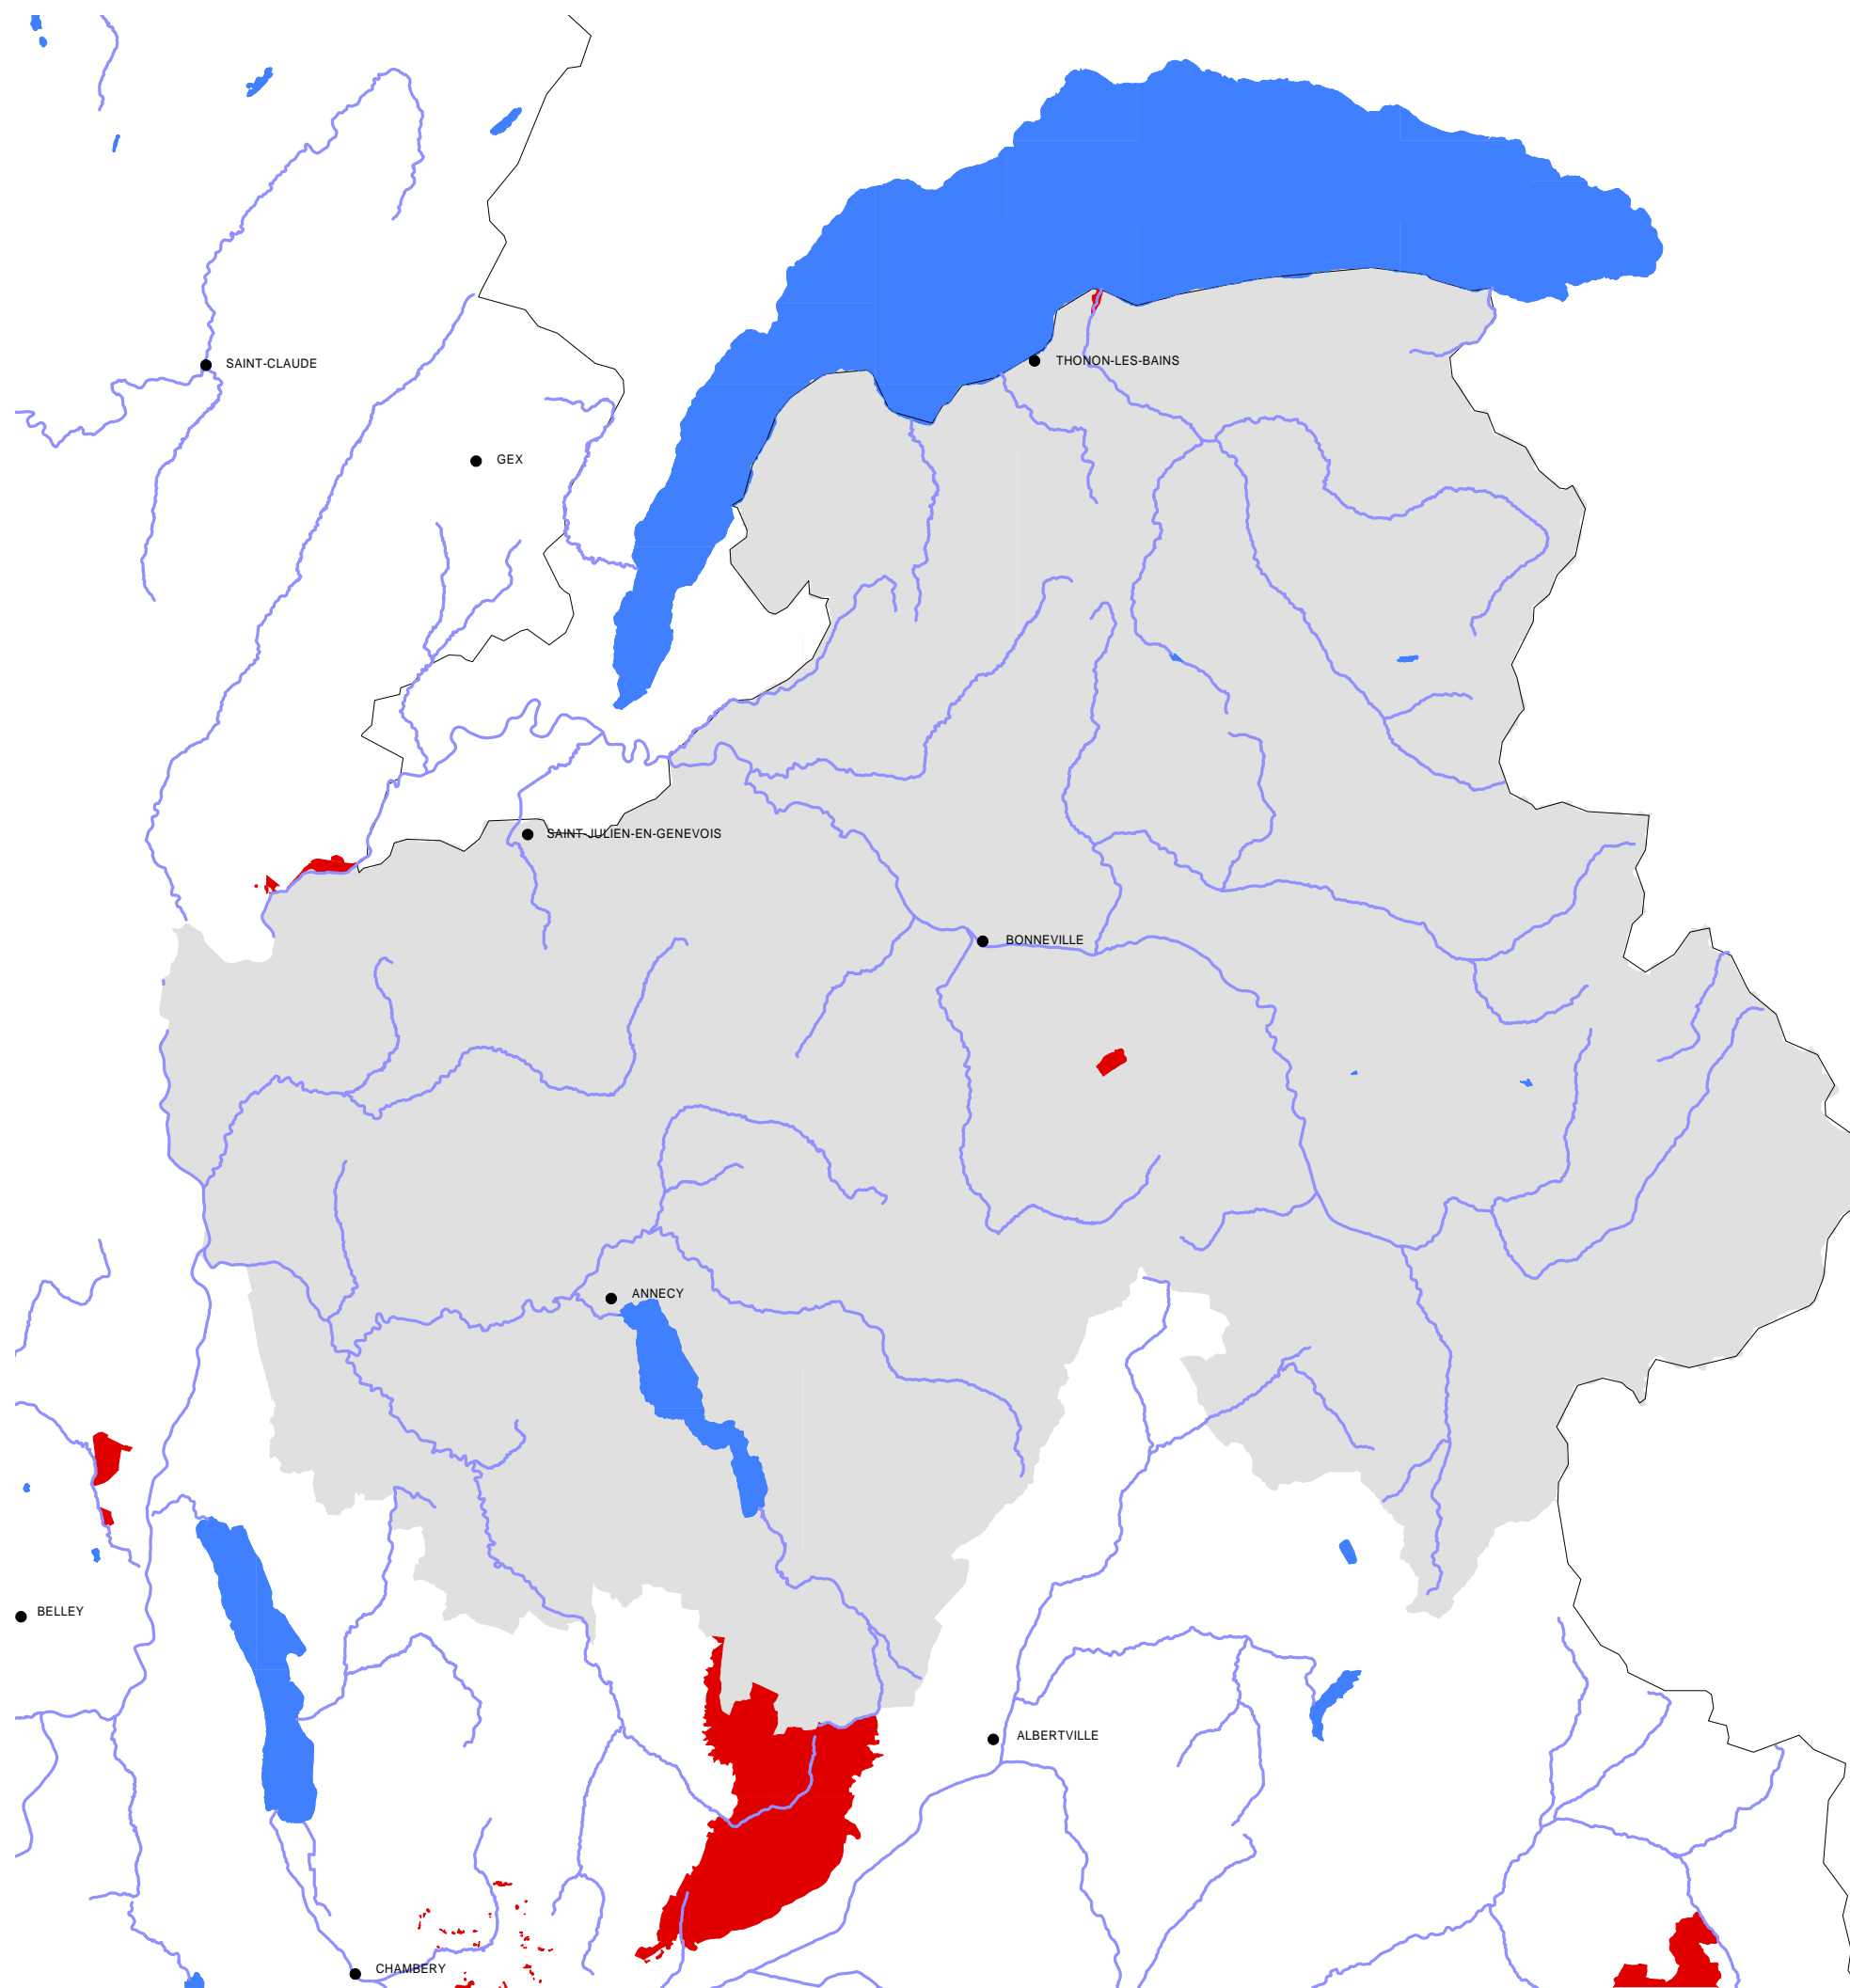 THONON-LES-BAINS
SAINT-CLAUDE
GEX
SAINT-JULIEN-EN-GENEVOIS
BONNEVILLE
ANNECY
BELLEY
ALBERTVILLE
CHAMBERY